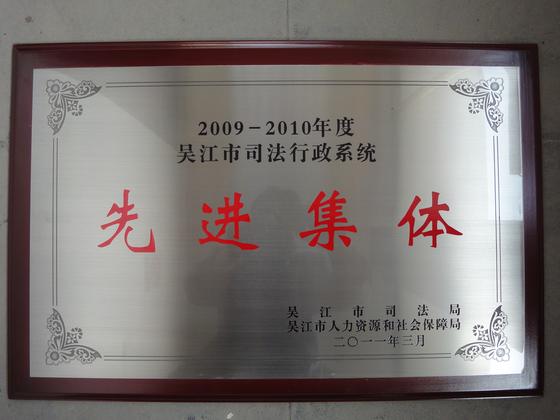 2009-2010年度
吴江市司法行政系统
先进集体
吴江市司法局
吴江市人力资源和社会保障局
二〇一一年三月